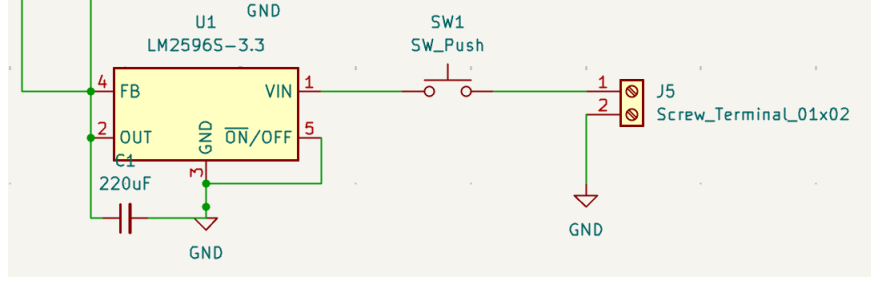 GND
U1
LM2596S-3.3
SW1
SW_Push
4
FB
VIN
1
2
OUT
GND
ON/OFF
5
3
C1
220uF
GND
1
2
J5
Screw_Terminal_01x02
GND